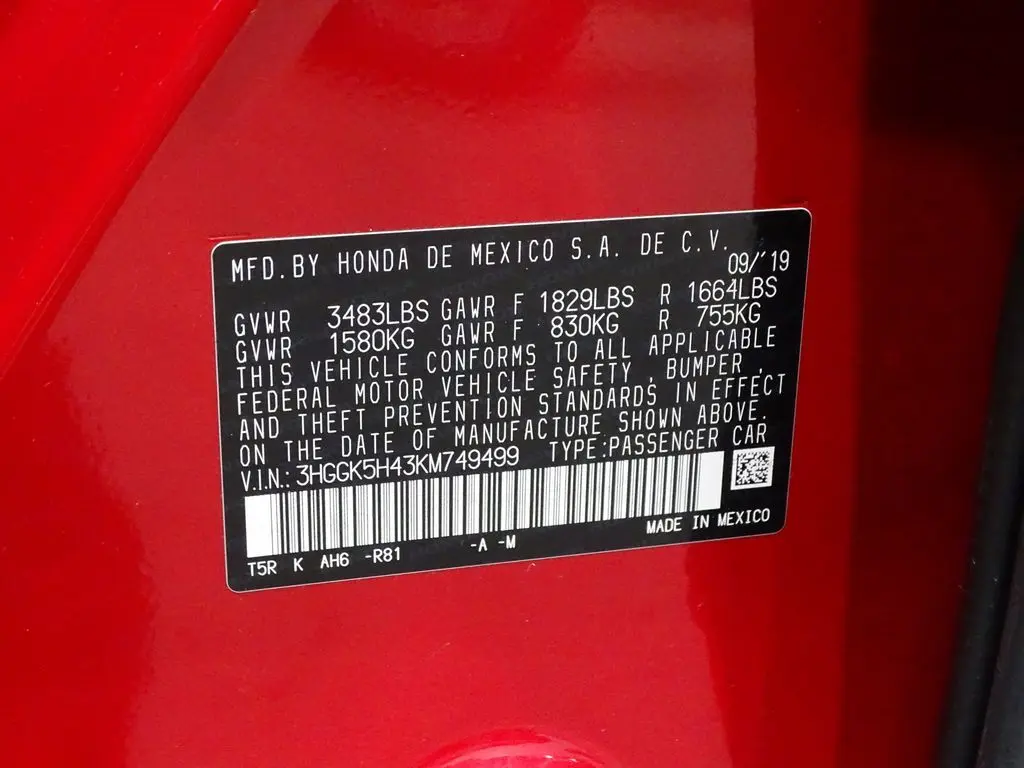 MFD.BY HONDA DE MEXICO S.A. DE C.V.
09/'19
GVWR 3483LBS GAWR F 1829LBS R 1664LBS
GVWR 1580KG GAWR F 830KG R 755KG
THIS VEHICLE CONFORMS TO ALL APPLICABLE
FEDERAL MOTOR VEHICLE SAFETY , BUMPER ,
AND THEFT PREVENTION STANDARDS IN EFFECT
ON THE DATE OF MANUFACTURE SHOWN ABOVE.
V.I.N.: 3HGGK5H43KM749499 TYPE:PASSENGER CAR
MADE IN MEXICO
T5R K AH6 -R81 -A -M